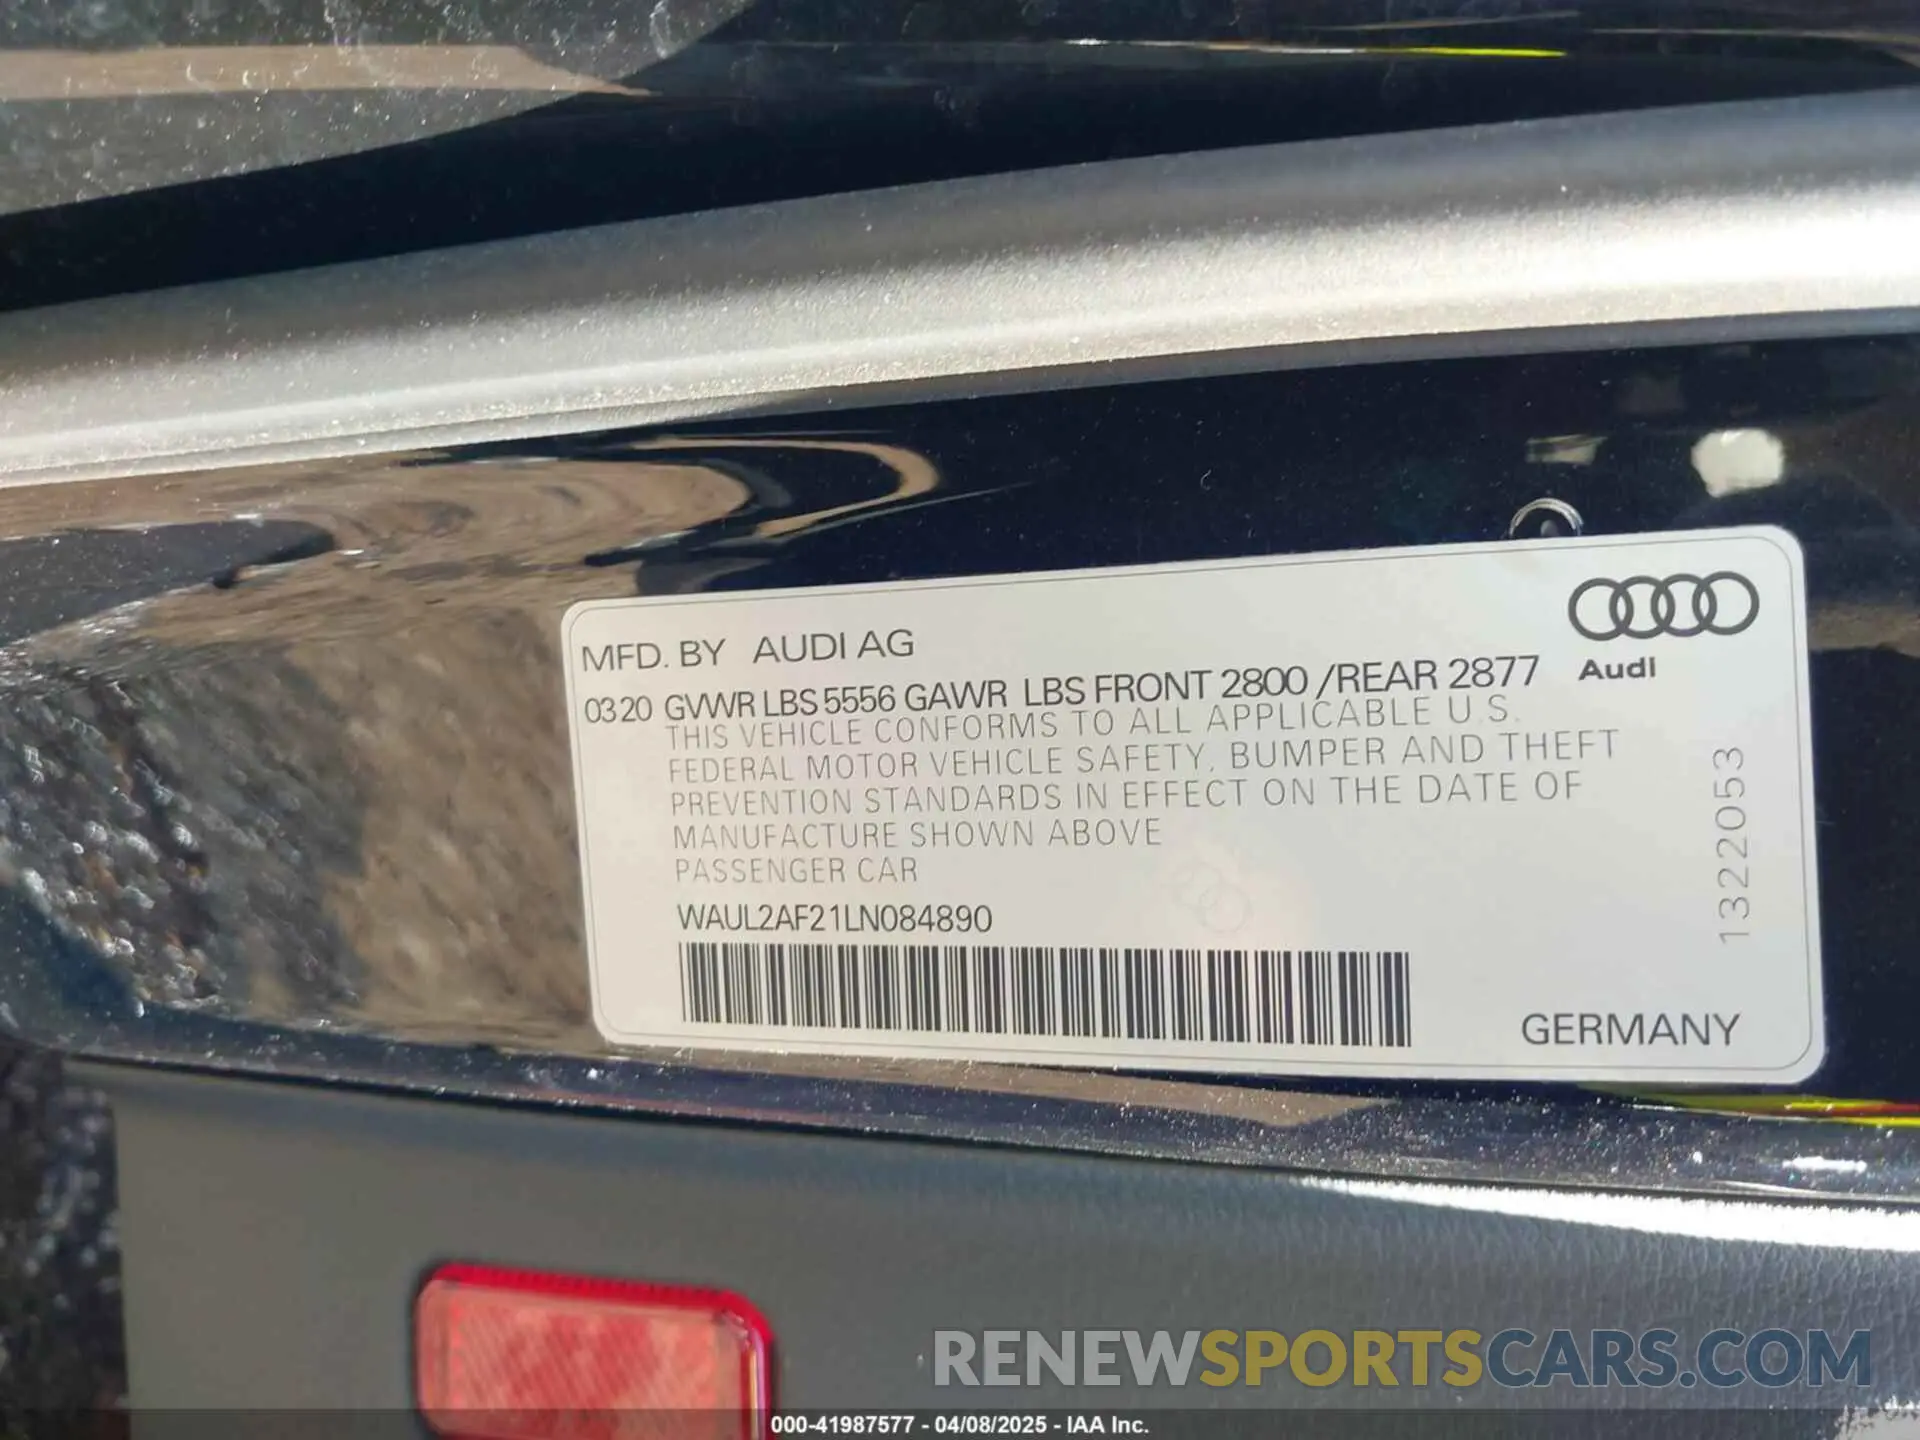 MFD. BY AUDI AG
Audi
0320 GVWR LBS 5556 GAWR LBS FRONT 2800 /REAR 2877
THIS VEHICLE CONFORMS TO ALL APPLICABLE U.S.
FEDERAL MOTOR VEHICLE SAFETY, BUMPER AND THEFT
PREVENTION STANDARDS IN EFFECT ON THE DATE OF
MANUFACTURE SHOWN ABOVE
PASSENGER CAR
WAUL2AF21LN084890
1322053
GERMANY
RENEWSPORTSCARS.COM
000-41987577 - 04/08/2025 - IAA Inc.